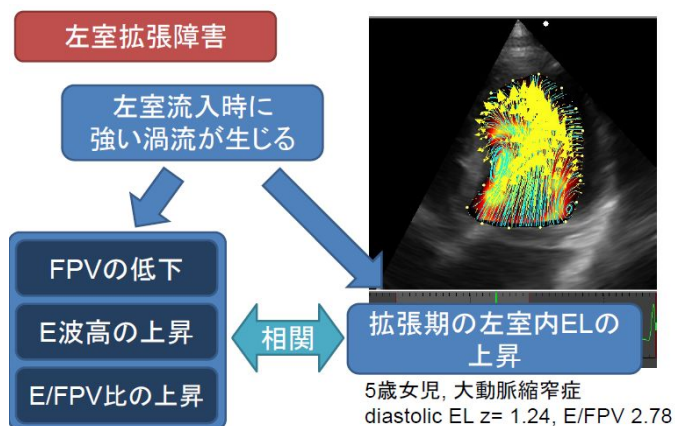 左室拡張障害
左室流入時に
強い渦流が生じる
FPVの低下
E波高の上昇
E/FPV比の上昇
相関
拡張期の左室内ELの
上昇
5歳女児, 大動脈縮窄症
diastolic EL z= 1.24, E/FPV 2.78